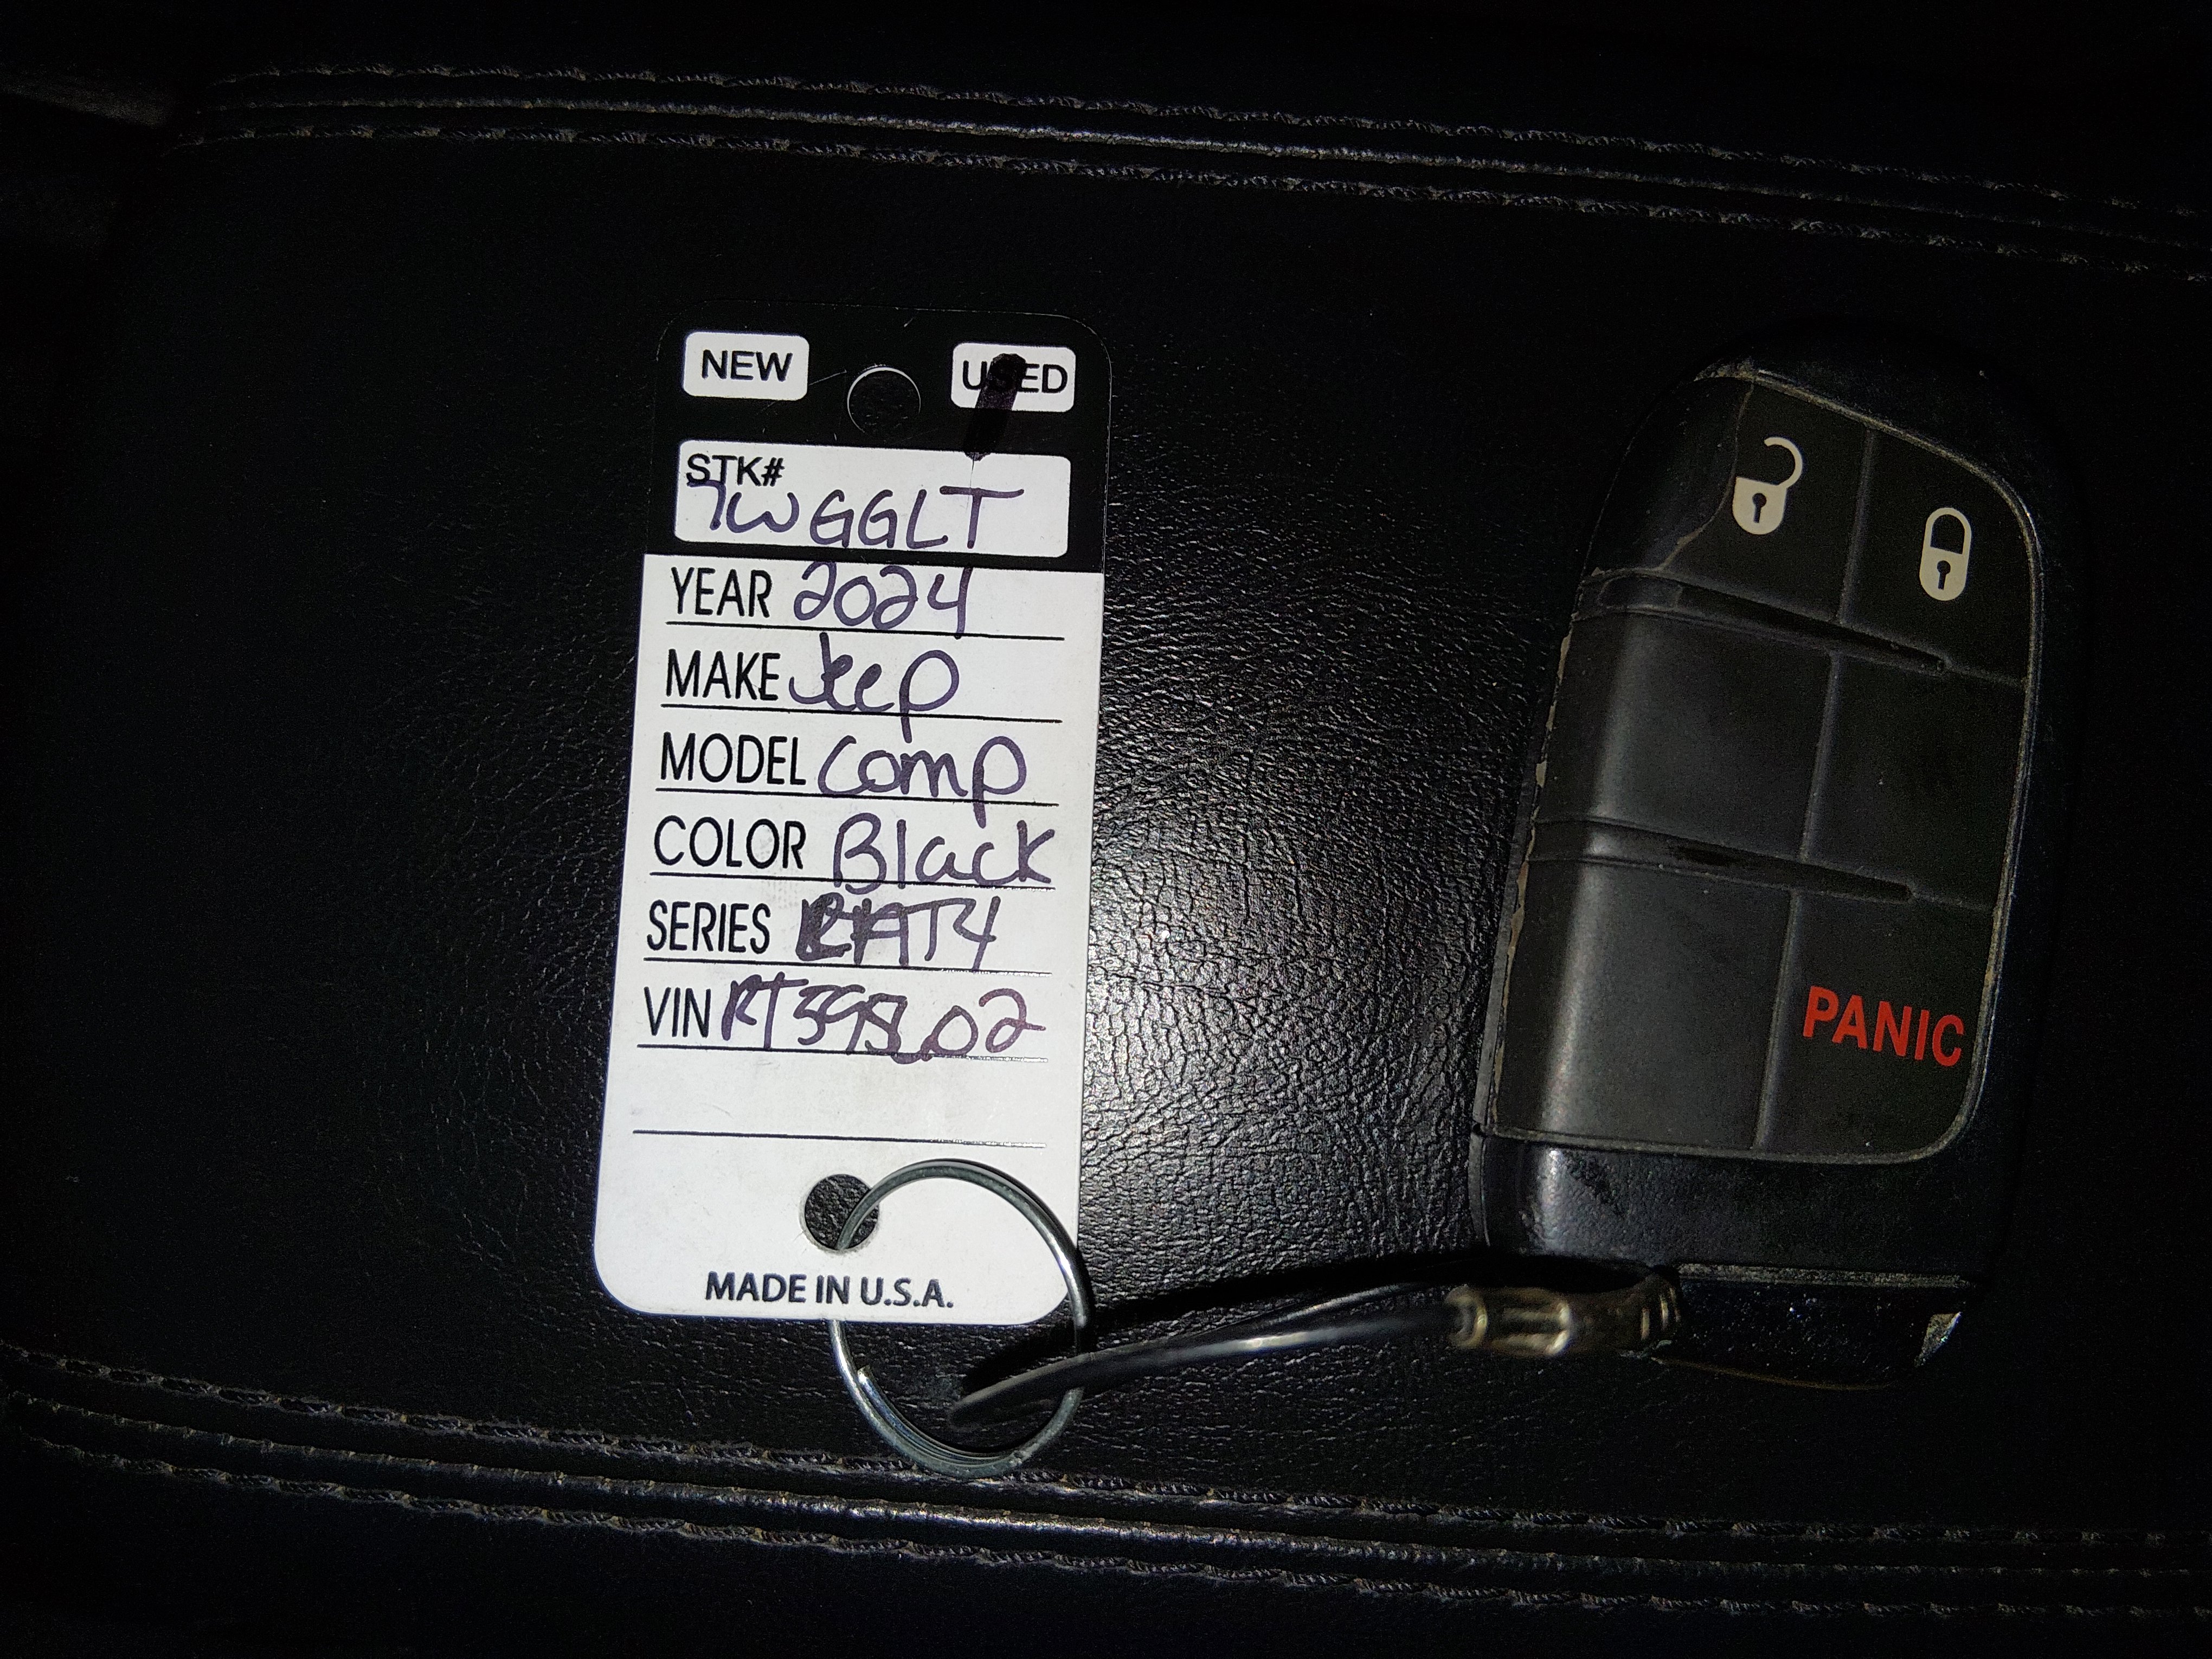 NEW USED
STK#
7WGGLT
YEAR 2024
MAKE Jeep
MODEL Comp
COLOR Black
SERIES
VIN
MADE IN U.S.A.
PANIC